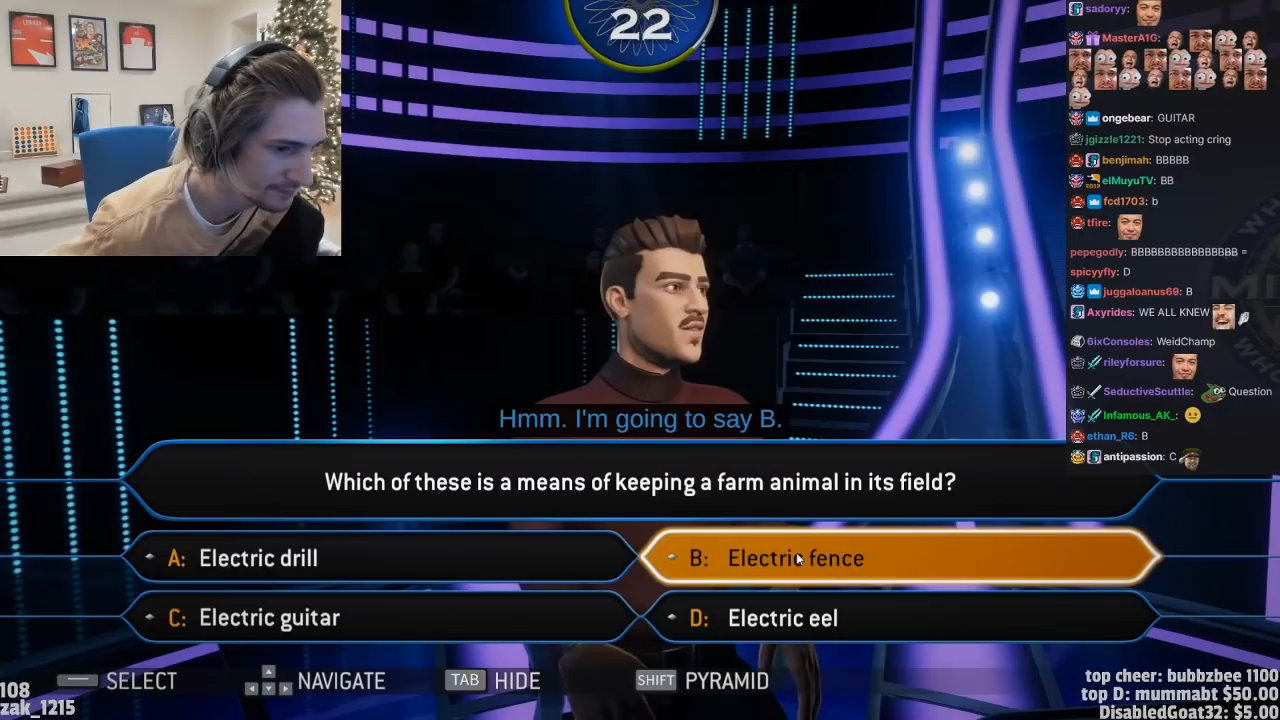 22
sadoryy:
MasterA1G:
ongebear: GUITAR
jgizzle1221: Stop acting cring
benjimah: BBBBB
elMuyuTV: BB
fcd1703: b
tfire:
pepegodly: BBBBBBBBBBBBBBBBB =
spicyyfly: D
juggaloanus69: B
Axyrides: WE ALL KNEW
6ixConsoles: WeidChamp
rileyforsure:
SeductiveScuttle: Question
Infamous_AK_:
ethan_R6: B
antipassion: C
Hmm. I'm going to say B.
Which of these is a means of keeping a farm animal in its field?
A: Electric drill
B: Electric fence
C: Electric guitar
D: Electric eel
SELECT
NAVIGATE
TAB HIDE
SHIFT PYRAMID
108
zak_1215
top cheer: bubbzbee 1100
top D: mummabt $50.00
DisabledGoat32: $5.00